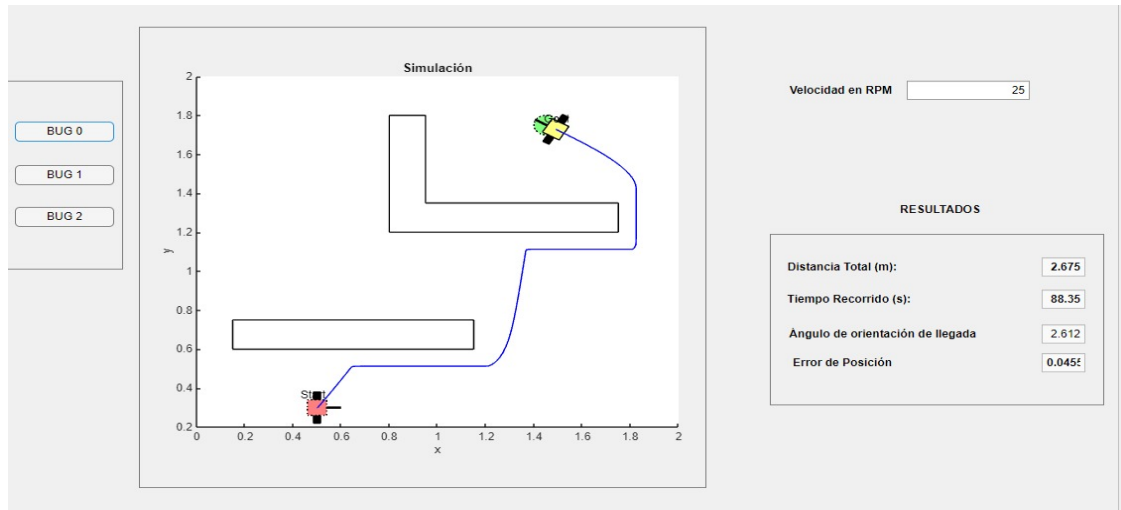 BUG 0
BUG 1
BUG 2
Simulación
2
1.8
1.6
1.4
1.2
1
0.8
0.6
0.4
0.2
y
0
0.2
0.4
0.6
0.8
1
1.2
1.4
1.6
1.8
2
x
Start
Velocidad en RPM 25
RESULTADOS
Distancia Total (m): 2.675
Tiempo Recorrido (s): 88.35
Ángulo de orientación de llegada 2.612
Error de Posición 0.0455